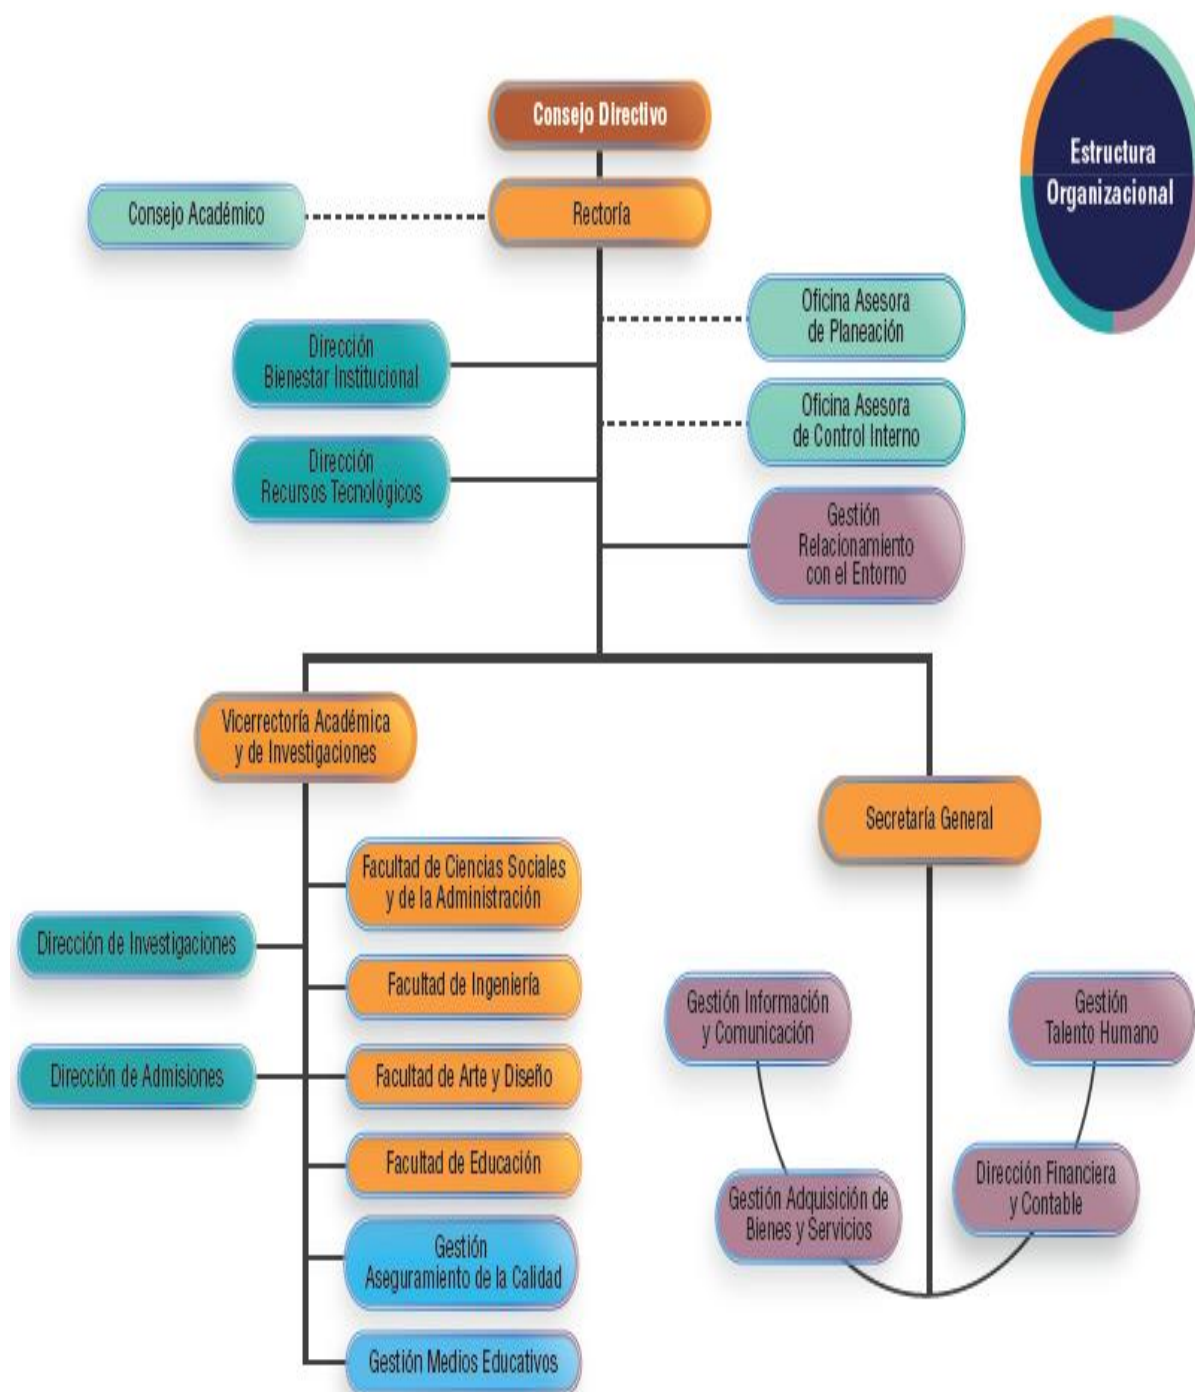 Consejo Directivo
Estructura
Organizacional
Consejo Académico
Rectoría
Oficina Asesora
de Planeación
Dirección
Bienestar Institucional
Oficina Asesora
de Control Interno
Dirección
Recursos Tecnológicos
Gestión
Relacionamiento
con el Entorno
Vicerrectoría Académica
y de Investigaciones
Secretaría General
Facultad de Ciencias Sociales
y de la Administración
Dirección de Investigaciones
Facultad de Ingeniería
Dirección de Admisiones
Facultad de Arte y Diseño
Facultad de Educación
Gestión
Aseguramiento de la Calidad
Gestión Medios Educativos
Gestión Información
y Comunicación
Gestión
Talento Humano
Gestión Adquisición de
Bienes y Servicios
Dirección Financiera
y Contable